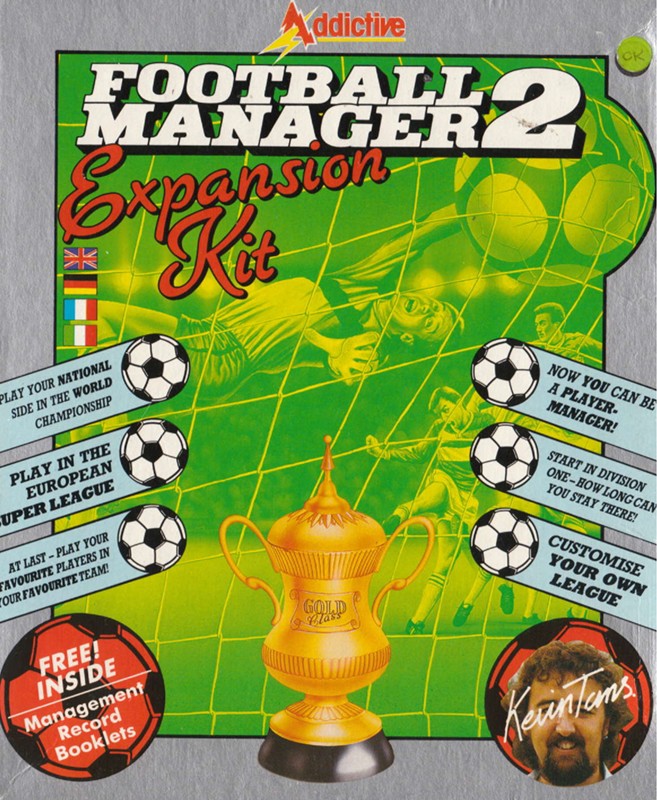 Addictive
OK
FOOTBALL
MANAGER 2
Expansion
Kit
PLAY YOUR NATIONAL
SIDE IN THE WORLD
CHAMPIONSHIP
PLAY IN THE
EUROPEAN
SUPER LEAGUE
AT LAST – PLAY YOUR
FAVOURITE PLAYERS IN
YOUR FAVOURITE TEAM!
NOW YOU CAN BE
A PLAYER-
MANAGER!
START IN DIVISION
ONE – HOW LONG CAN
YOU STAY THERE!
CUSTOMISE
YOUR OWN
LEAGUE
GOLD
Class
FREE!
INSIDE
Management
Record
Booklets
Kevin Toms